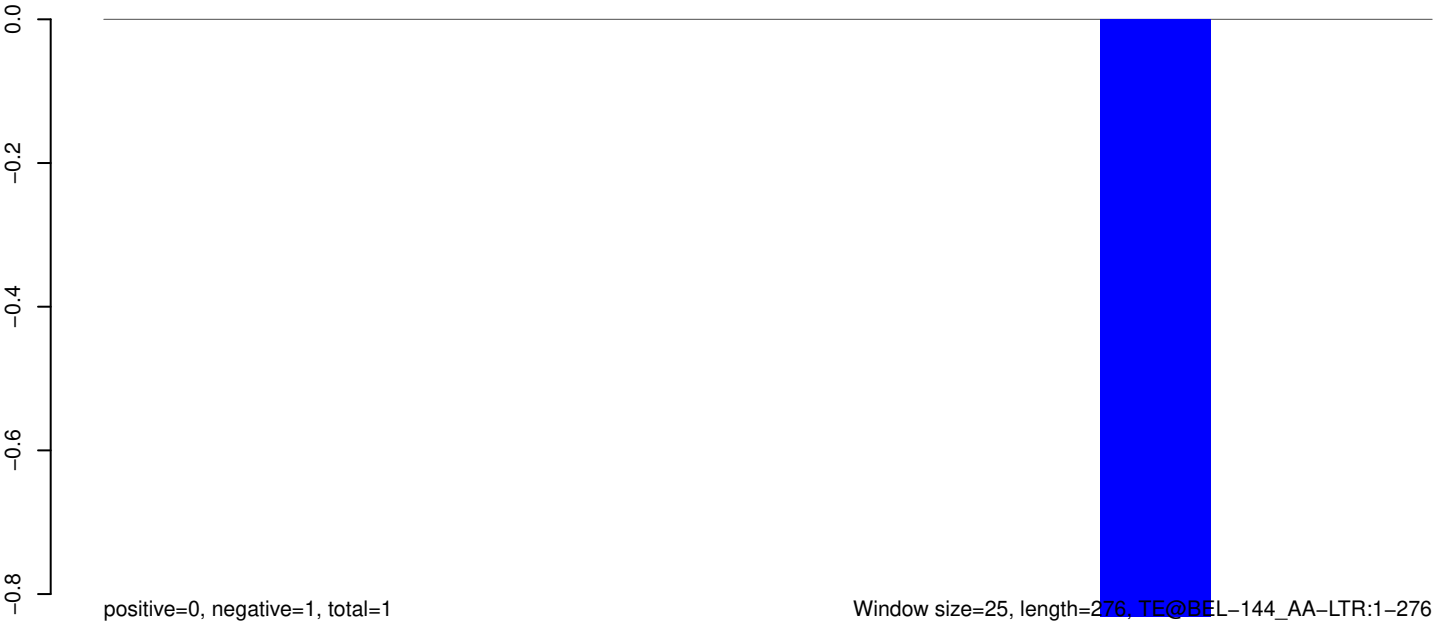 0.0
−0.2
−0.4
−0.6
−0.8
positive=0, negative=1, total=1
Window size=25, length=276, TE@BEL−144_AA−LTR:1−276